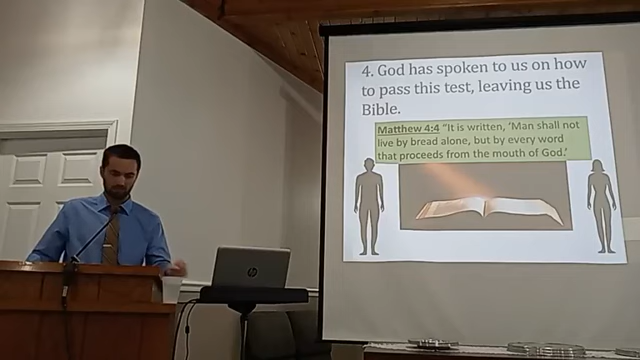 4. God has spoken to us on how
to pass this test, leaving us the
Bible.
Matthew 4:4 “It is written, ‘Man shall not
live by bread alone, but by every word
that proceeds from the mouth of God.’
hp